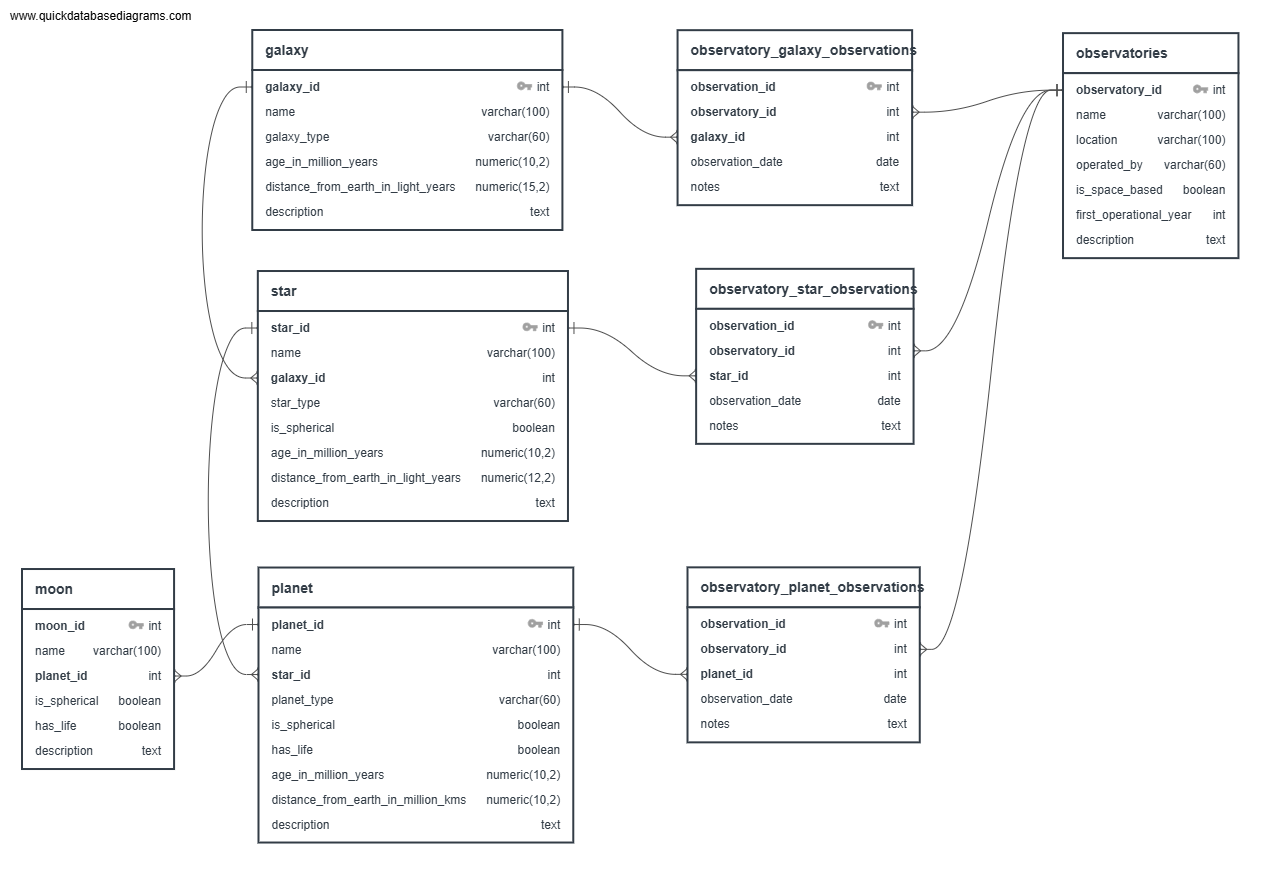 www.quickdatabasediagrams.com
galaxy
galaxy_id int
name varchar(100)
galaxy_type varchar(60)
age_in_million_years numeric(10,2)
distance_from_earth_in_light_years numeric(15,2)
description text
observatory_galaxy_observations
observation_id int
observatory_id int
galaxy_id int
observation_date date
notes text
observatories
observatory_id int
name varchar(100)
location varchar(100)
operated_by varchar(60)
is_space_based boolean
first_operational_year int
description text
star
star_id int
name varchar(100)
galaxy_id int
star_type varchar(60)
is_spherical boolean
age_in_million_years numeric(10,2)
distance_from_earth_in_light_years numeric(12,2)
description text
observatory_star_observations
observation_id int
observatory_id int
star_id int
observation_date date
notes text
moon
moon_id int
name varchar(100)
planet_id int
is_spherical boolean
has_life boolean
description text
planet
planet_id int
name varchar(100)
star_id int
planet_type varchar(60)
is_spherical boolean
has_life boolean
age_in_million_years numeric(10,2)
distance_from_earth_in_million_kms numeric(10,2)
description text
observatory_planet_observations
observation_id int
observatory_id int
planet_id int
observation_date date
notes text